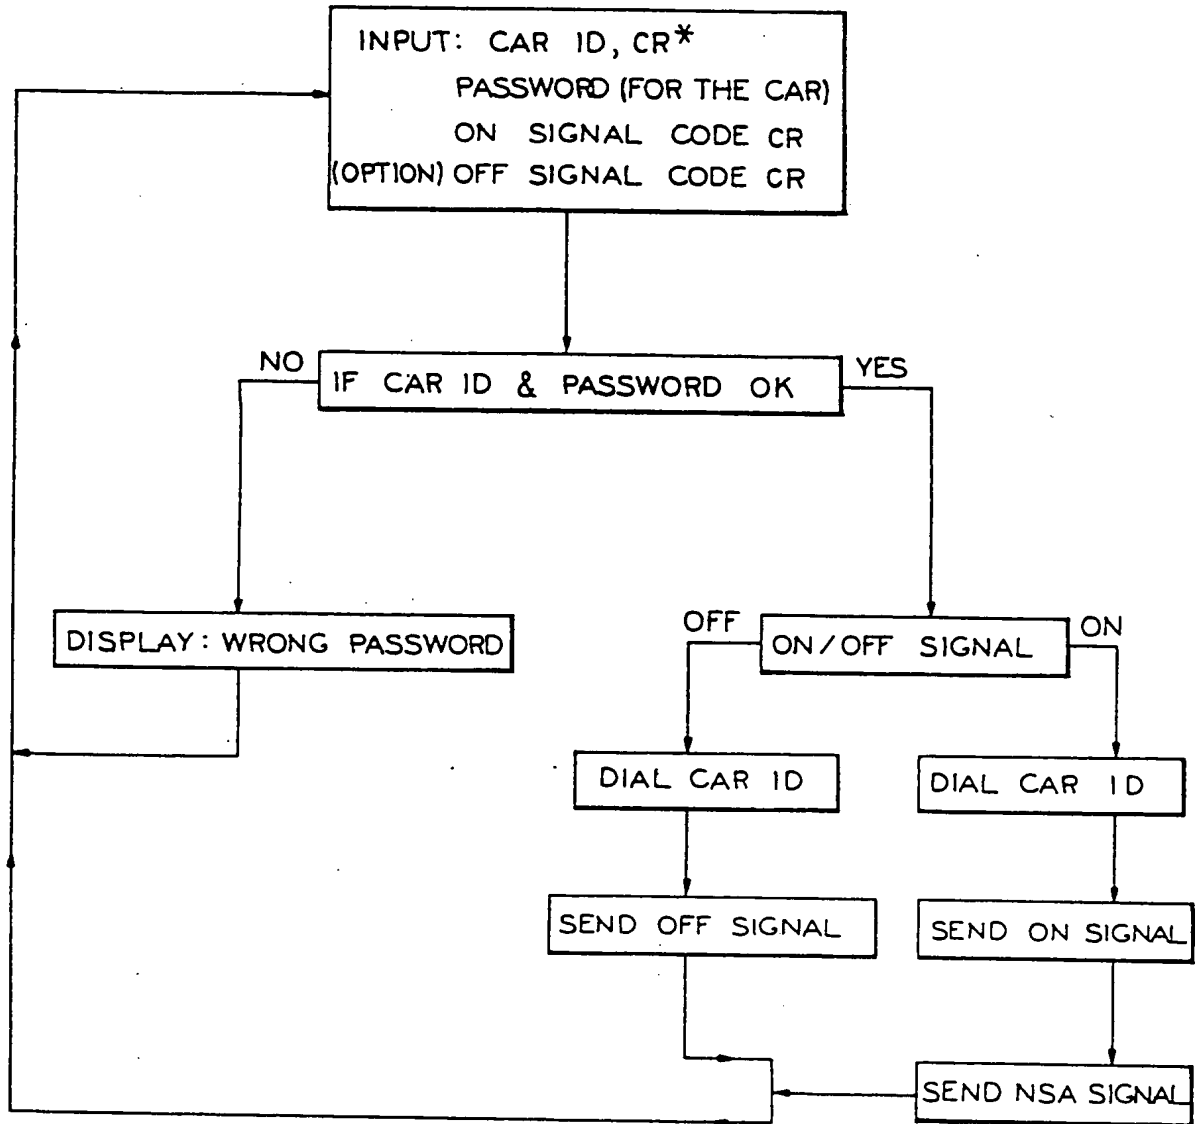 INPUT: CAR ID, CR*
PASSWORD (FOR THE CAR)
ON SIGNAL CODE CR
(OPTION) OFF SIGNAL CODE CR
NO
IF CAR ID & PASSWORD OK
YES
DISPLAY: WRONG PASSWORD
OFF
ON/OFF SIGNAL
ON
DIAL CAR ID
DIAL CAR ID
SEND OFF SIGNAL
SEND ON SIGNAL
SEND NSA SIGNAL